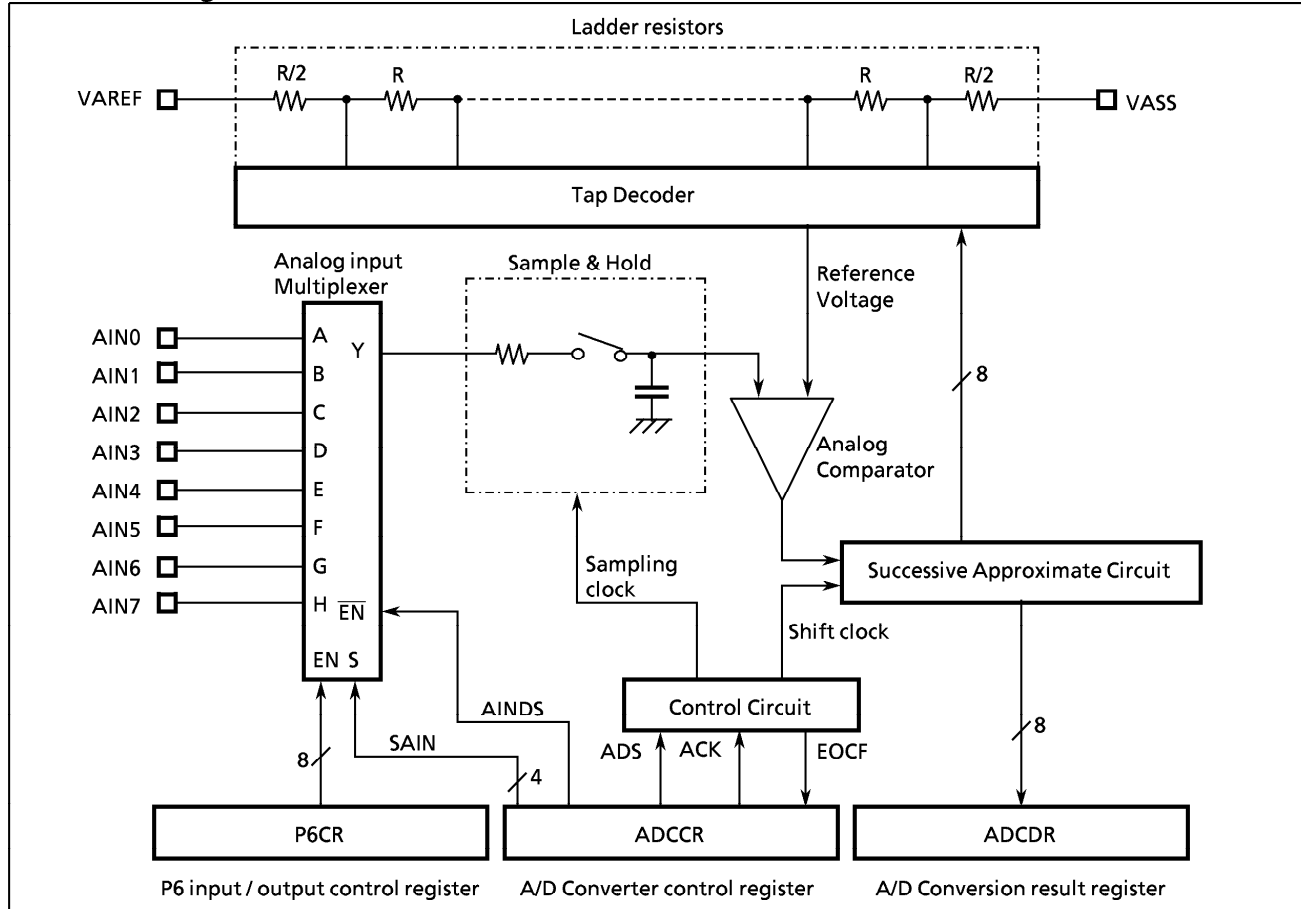 Ladder resistors
R/2
R
R
R/2
VAREF
VASS
Tap Decoder
Analog input
Multiplexer
Sample & Hold
Reference
Voltage
AIN0
AIN1
AIN2
AIN3
AIN4
AIN5
AIN6
AIN7
A
B
C
D
E
F
G
H
Y
EN
EN S
8
Analog
Comparator
Sampling
clock
Successive Approximate Circuit
Shift clock
Control Circuit
AINDS
SAIN
ADS
ACK
EOCF
8
4
8
P6CR
ADCCR
ADCDR
P6 input / output control register
A/D Converter control register
A/D Conversion result register